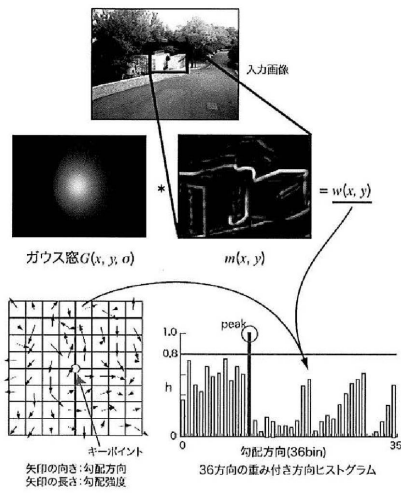 入力画像
* = w(x, y)
ガウス窓G(x, y, σ)
m(x, y)
peak
1.0
0.8
h
0
0
35
キーポイント
勾配方向(36bin)
矢印の向き:勾配方向
矢印の長さ:勾配強度
36方向の重み付き方向ヒストグラム